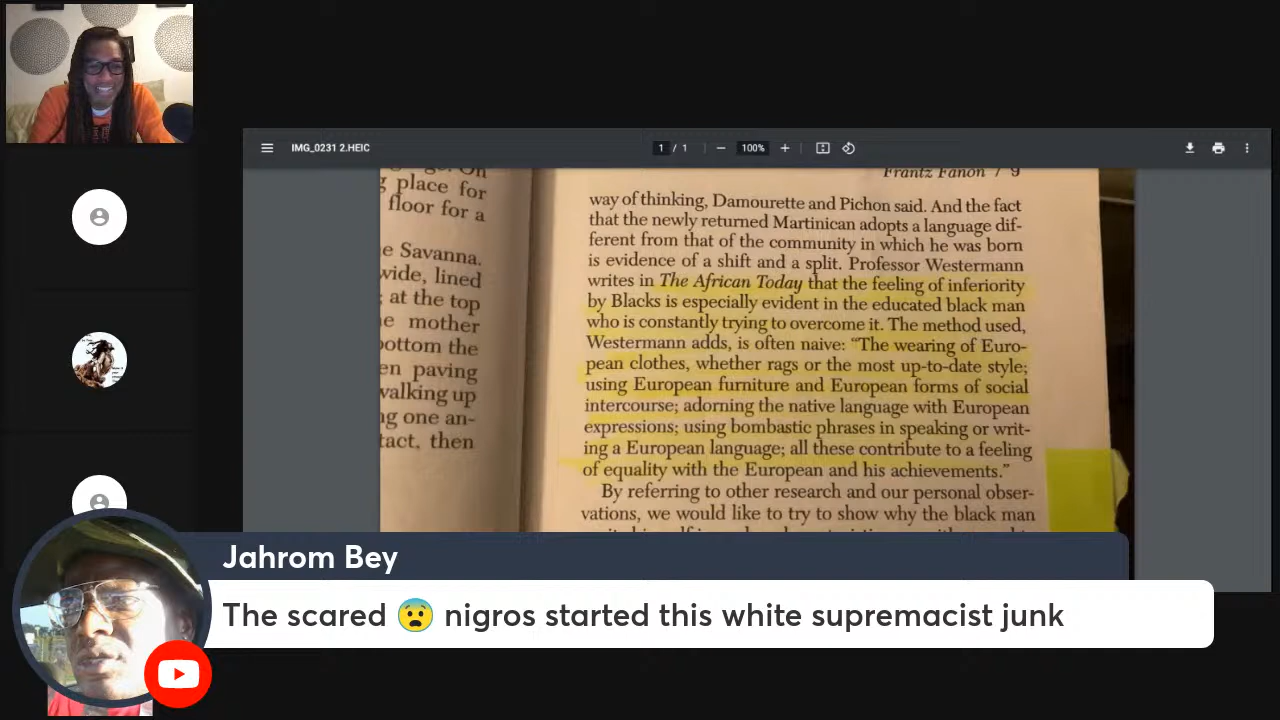 IMG_0231 2.HEIC
1 / 1
100%
Frantz Fanon / 9
place for
floor for a
e Savanna.
wide, lined
; at the top
e mother
bottom the
en paving
walking up
ng one an-
tact, then
way of thinking, Damourette and Pichon said. And the fact
that the newly returned Martinican adopts a language dif-
ferent from that of the community in which he was born
is evidence of a shift and a split. Professor Westermann
writes in The African Today that the feeling of inferiority
by Blacks is especially evident in the educated black man
who is constantly trying to overcome it. The method used,
Westermann adds, is often naive: “The wearing of Euro-
pean clothes, whether rags or the most up-to-date style;
using European furniture and European forms of social
intercourse; adorning the native language with European
expressions; using bombastic phrases in speaking or writ-
ing a European language; all these contribute to a feeling
of equality with the European and his achievements.”
By referring to other research and our personal obser-
vations, we would like to try to show why the black man
Jahrom Bey
The scared 😨 nigros started this white supremacist junk